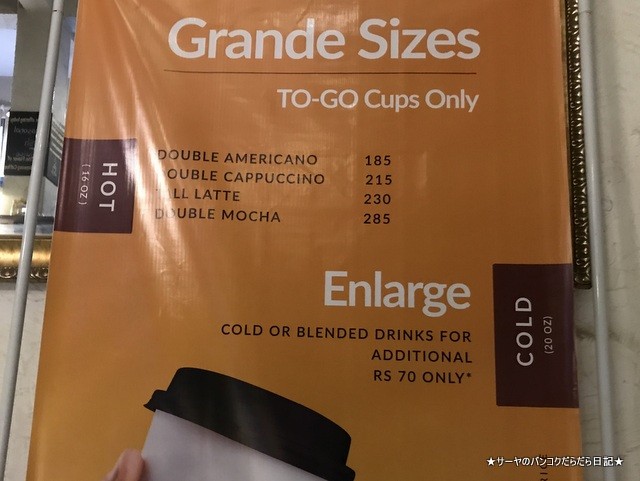 Grande Sizes
TO-GO Cups Only
HOT
(16 OZ)
DOUBLE AMERICANO 185
DOUBLE CAPPUCCINO 215
TALL LATTE 230
DOUBLE MOCHA 285
Enlarge
COLD
(20 OZ)
COLD OR BLENDED DRINKS FOR
ADDITIONAL
RS 70 ONLY*
★サーヤのバンコクだらだら日記★